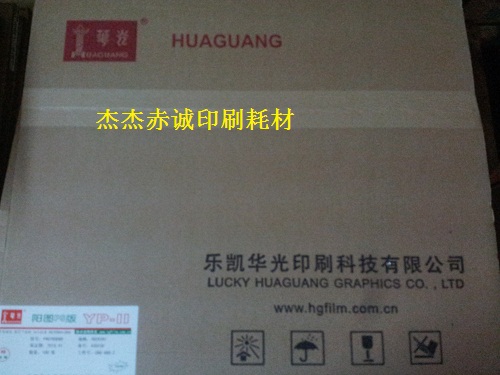 華光
HUAGUANG
HUAGUANG
杰杰赤诚印刷耗材
乐凯华光印刷科技有限公司
LUCKY HUAGUANG GRAPHICS CO., LTD
www.hgfilm.com.cn
阳图PS版 YP-II